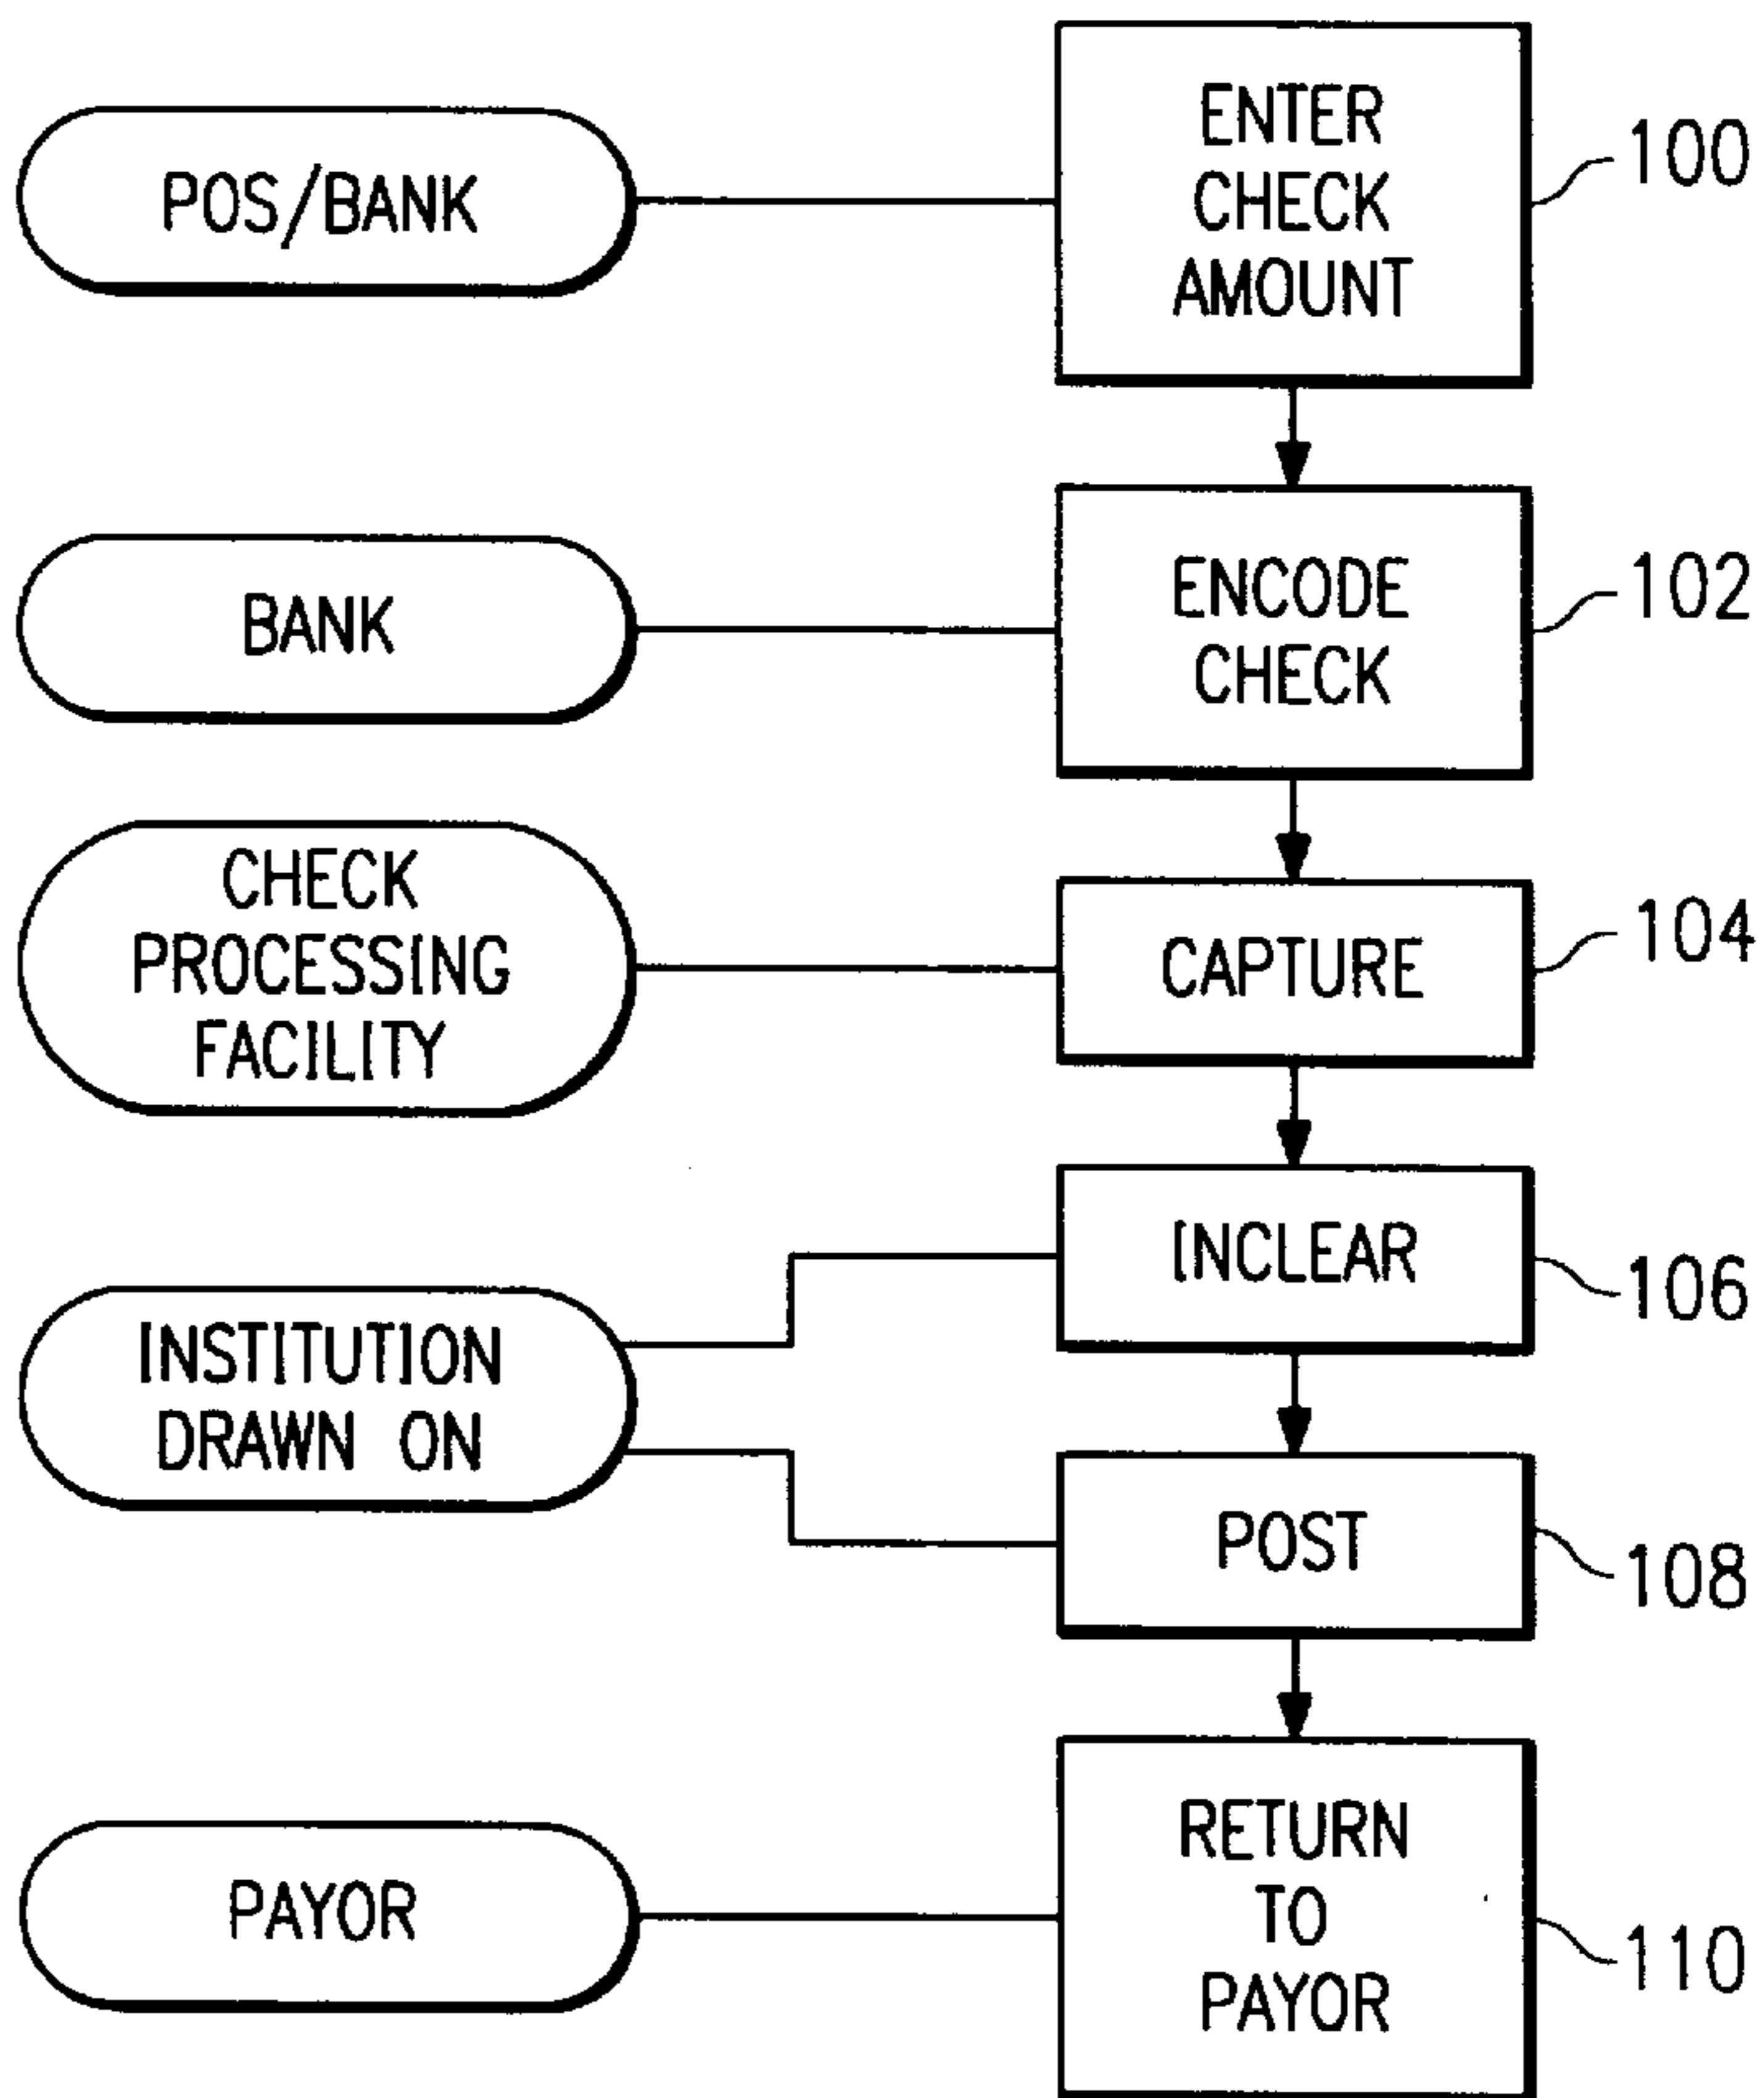 POS/BANK
ENTER
CHECK
AMOUNT
100
BANK
ENCODE
CHECK
102
CHECK
PROCESSING
FACILITY
CAPTURE
104
INSTITUTION
DRAWN ON
INCLEAR
106
POST
108
PAYOR
RETURN
TO
PAYOR
110